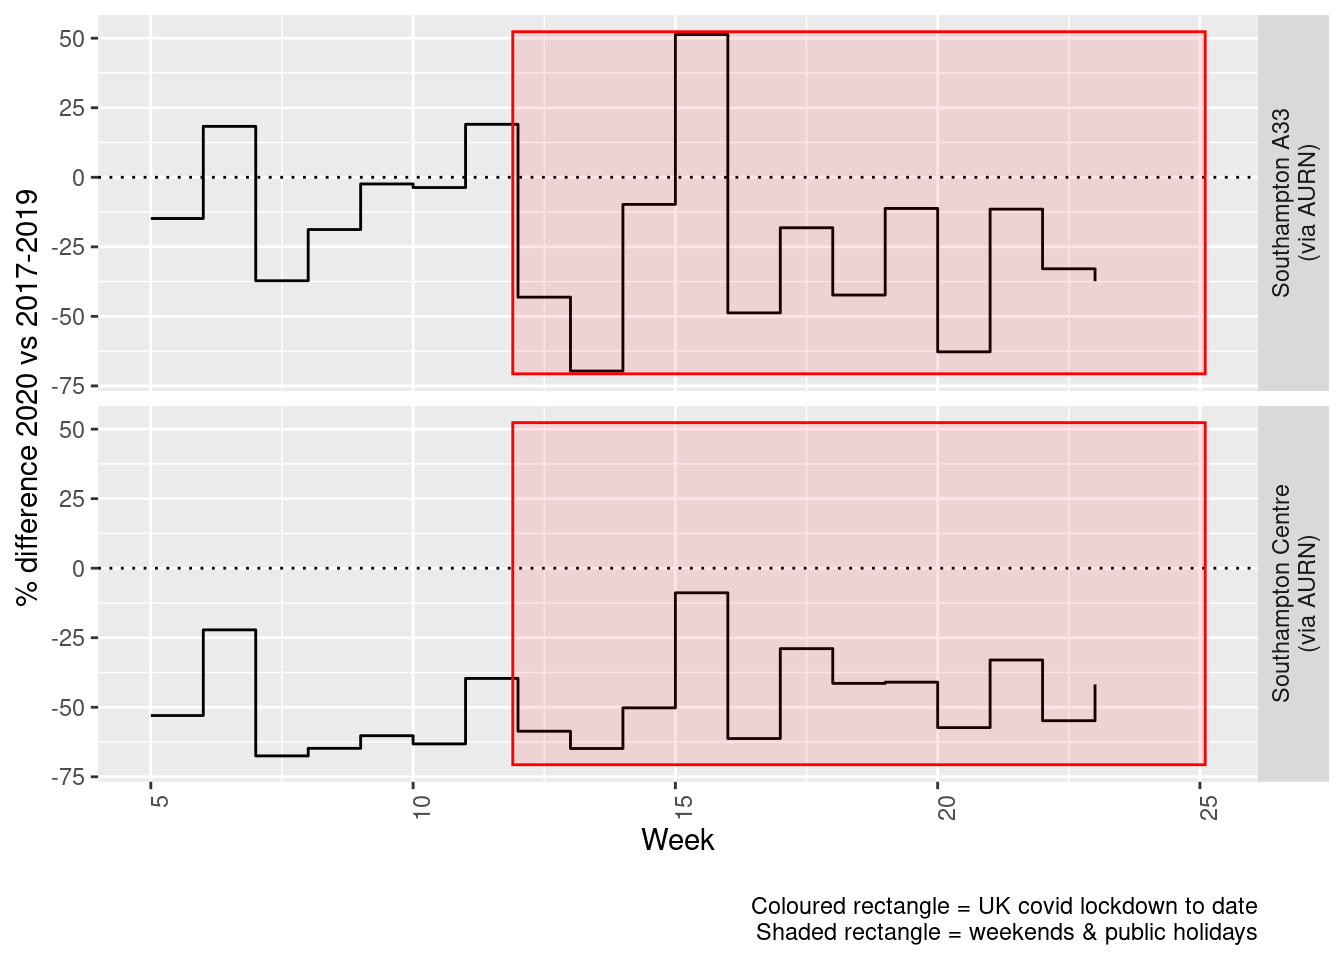 % difference 2020 vs 2017-2019
50
25
0
-25
-50
-75
Southampton A33
(via AURN)
50
25
0
-25
-50
-75
Southampton Centre
(via AURN)
5
10
15
20
25
Week
Coloured rectangle = UK covid lockdown to date
Shaded rectangle = weekends & public holidays